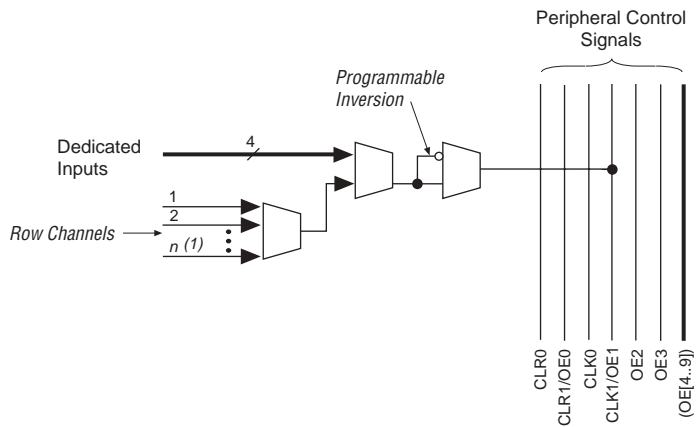 Peripheral Control
Signals
Programmable
Inversion
Dedicated
Inputs
4
Row Channels
1
2
n (1)
CLR0
CLR1/OE0
CLK0
CLK1/OE1
OE2
OE3
(OE[4..9])